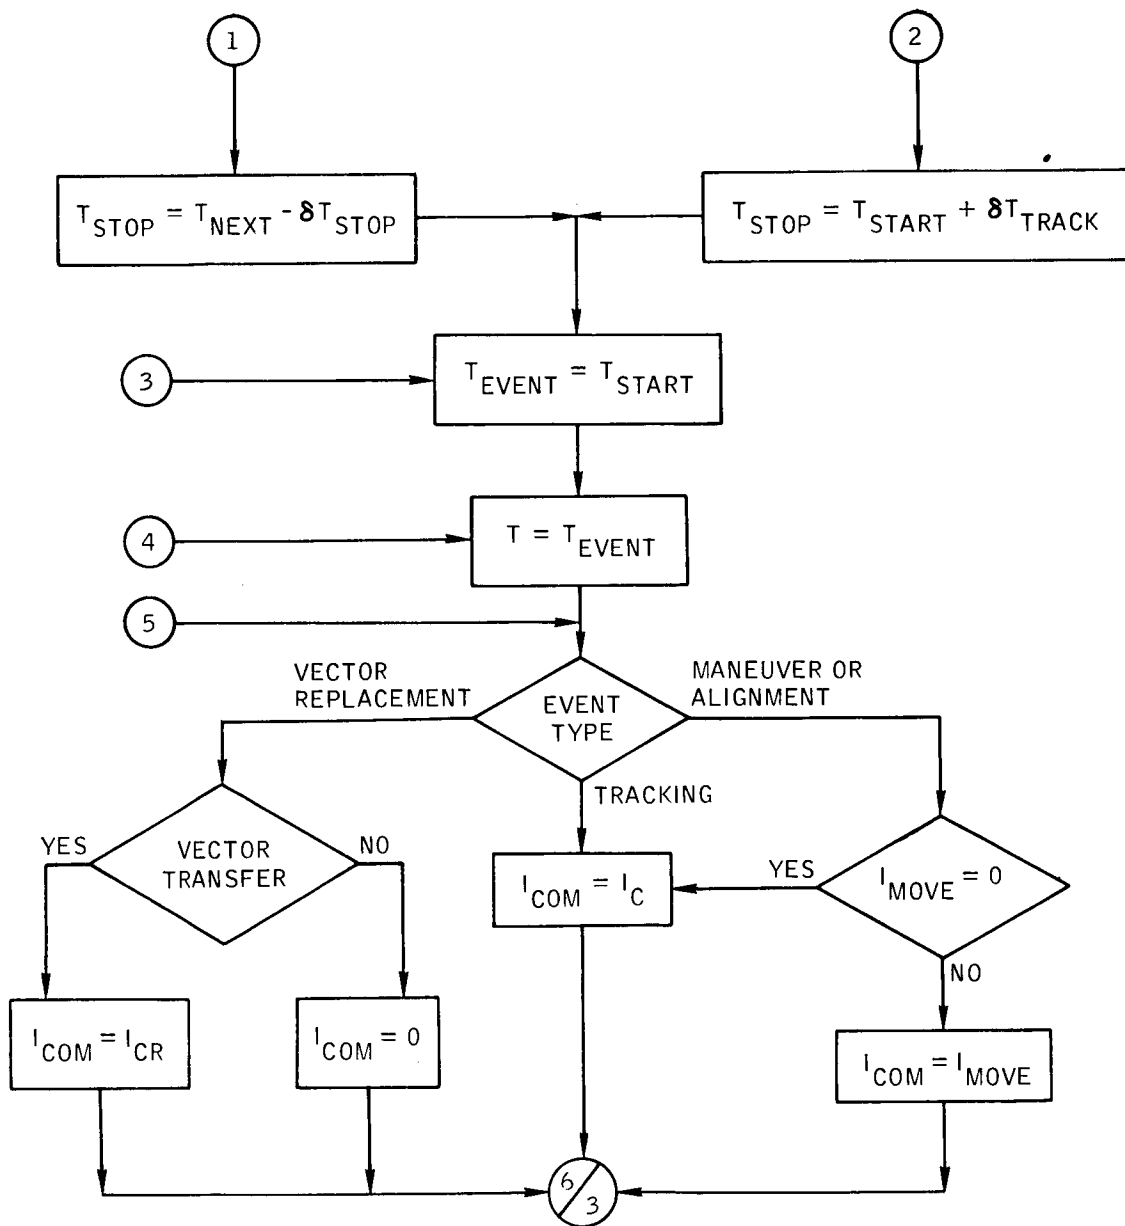 1
2
T_STOP = T_NEXT - δT_STOP
T_STOP = T_START + δT_TRACK
3
T_EVENT = T_START
4
T = T_EVENT
5
VECTOR
REPLACEMENT
EVENT
TYPE
MANEUVER OR
ALIGNMENT
TRACKING
YES
VECTOR
TRANSFER
NO
I_COM = I_C
YES
I_MOVE = 0
NO
I_COM = I_CR
I_COM = 0
I_COM = I_MOVE
6/3